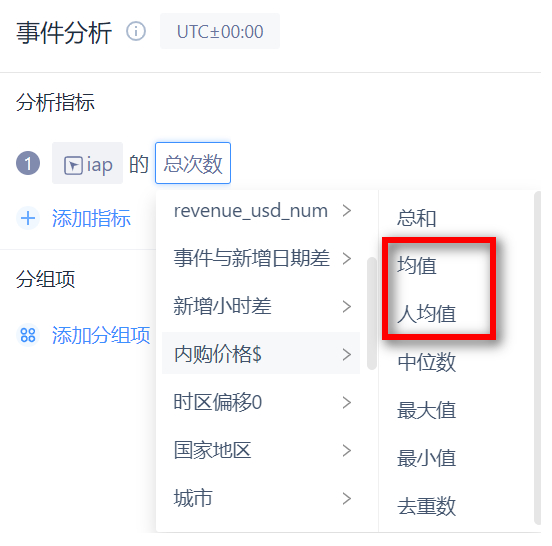 事件分析 UTC±00:00
分析指标
1 iap 的 总次数
添加指标
分组项
添加分组项
revenue_usd_num
事件与新增日期差
新增小时差
内购价格$
时区偏移0
国家地区
城市
总和
均值
人均值
中位数
最大值
最小值
去重数